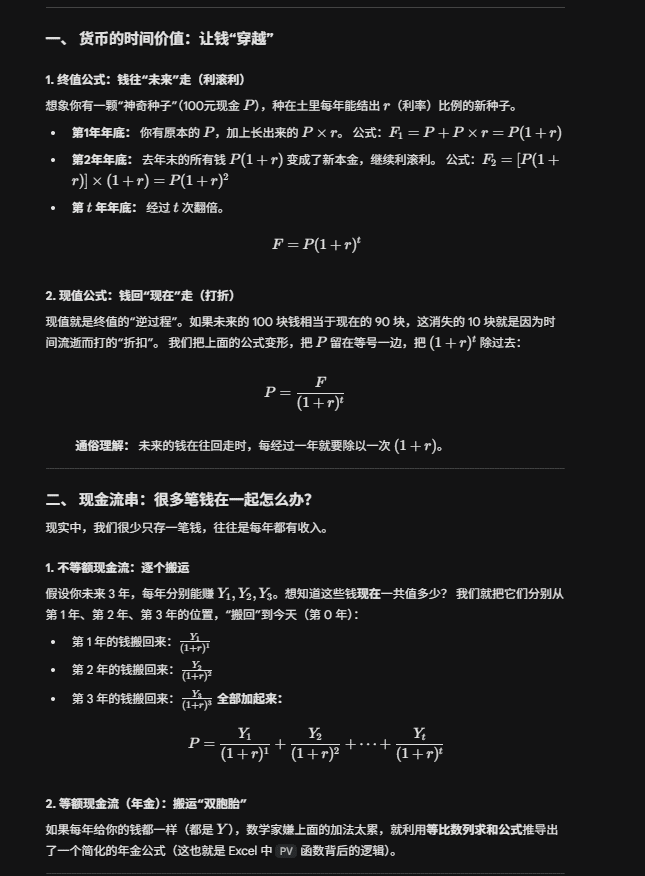 一、 货币的时间价值：让钱“穿越”
1. 终值公式：钱往“未来”走（利滚利）
想象你有一颗“神奇种子”（100元现金 P），种在土里每年能结出 r（利率）比例的新种子。
• 第1年年底： 你有原本的 P，加上长出来的 P × r。 公式：F₁ = P + P × r = P(1 + r)
• 第2年年底： 去年末的所有钱 P(1 + r) 变成了新本金，继续利滚利。 公式：F₂ = [P(1 +
r)] × (1 + r) = P(1 + r)²
• 第 t 年年底： 经过 t 次翻倍。
F = P(1 + r)ᵗ
2. 现值公式：钱回“现在”走（打折）
现值就是终值的“逆过程”。如果未来的 100 块钱相当于现在的 90 块，这消失的 10 块就是因为时
间流逝而打的“折扣”。 我们把上面的公式变形，把 P 留在等号一边，把 (1 + r)ᵗ 除过去：
P = F / (1 + r)ᵗ
通俗理解： 未来的钱在往回走时，每经过一年就要除以一次 (1 + r)。
二、 现金流串：很多笔钱在一起怎么办？
现实中，我们很少只存一笔钱，往往是每年都有收入。
1. 不等额现金流：逐个搬运
假设你未来 3 年，每年分别能赚 Y₁, Y₂, Y₃。想知道这些钱现在一共值多少？ 我们就把它们分别从
第 1 年、第 2 年、第 3 年的位置，“搬回”到今天（第 0 年）：
• 第 1 年的钱搬回来： Y₁ / (1+r)¹
• 第 2 年的钱搬回来： Y₂ / (1+r)²
• 第 3 年的钱搬回来： Y₃ / (1+r)³ 全部加起来：
P = Y₁ / (1 + r)¹ + Y₂ / (1 + r)² + ··· + Yₜ / (1 + r)ᵗ
2. 等额现金流（年金）：搬运“双胞胎”
如果每年给你的钱都一样（都是 Y），数学家嫌上面的加法太累，就利用等比数列求和公式推导出
了一个简化的年金公式（这也就是 Excel 中 PV 函数背后的逻辑）。